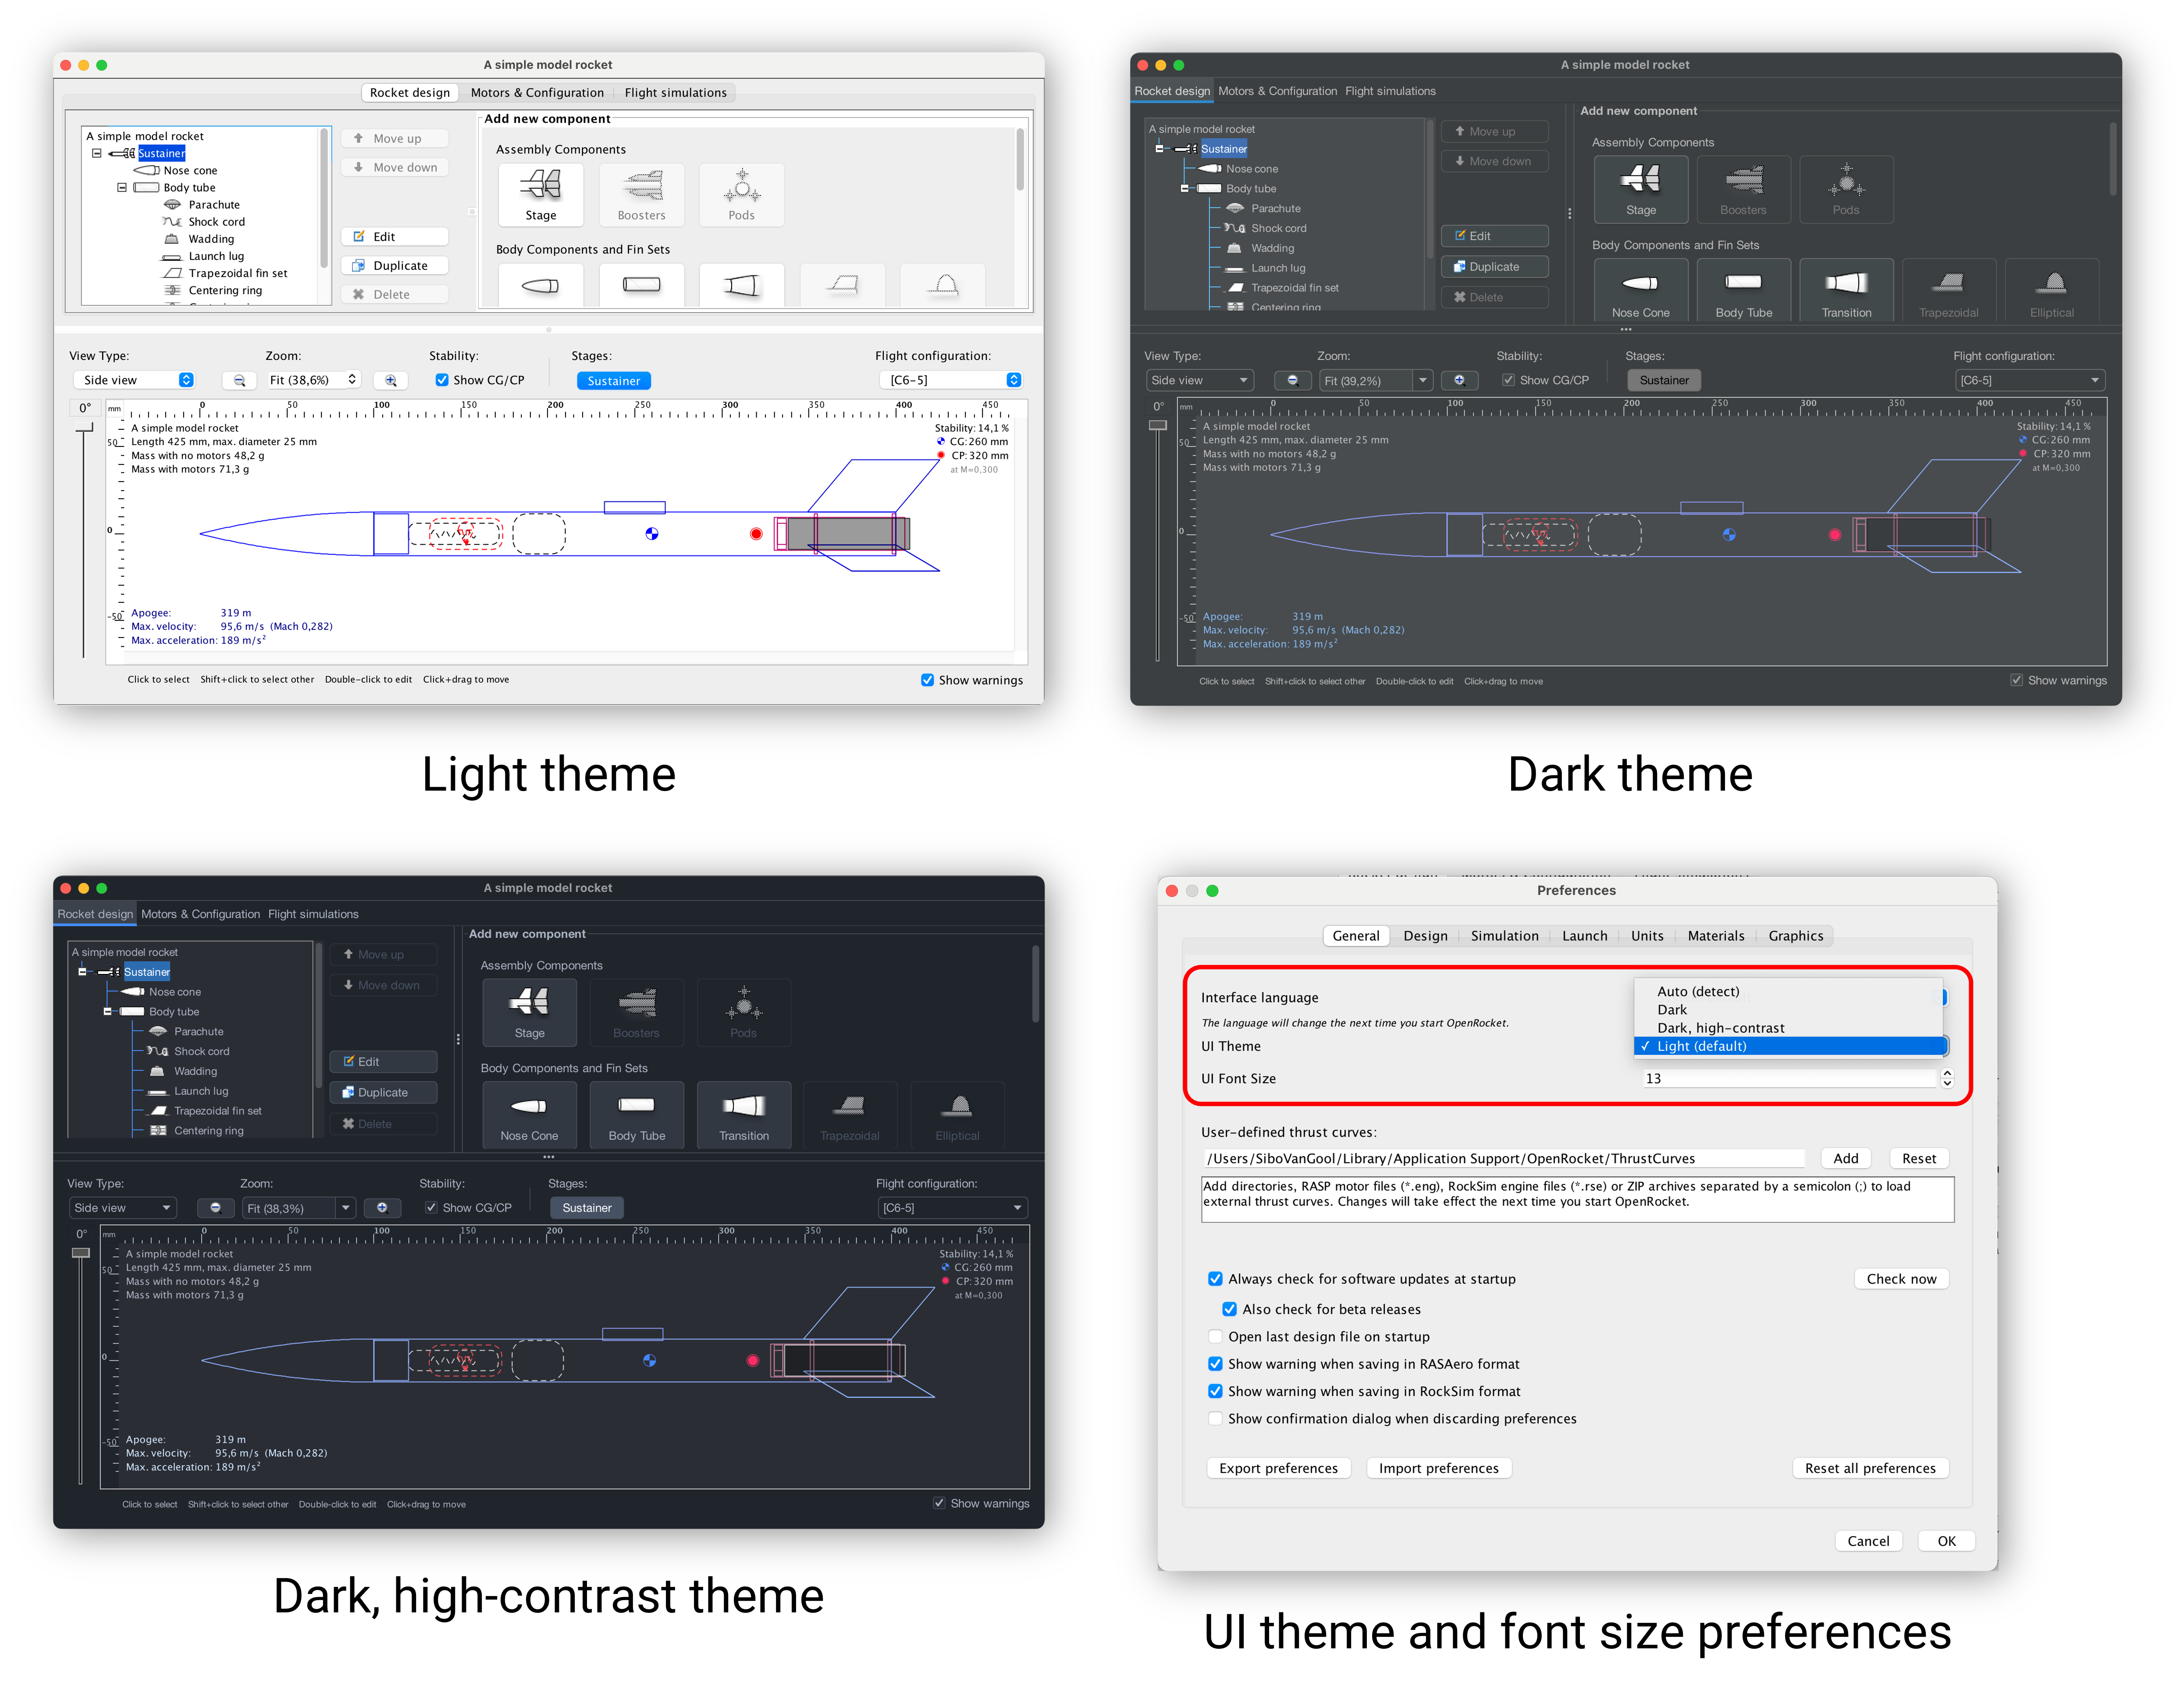 A simple model rocket
Rocket design Motors & Configuration Flight simulations
A simple model rocket
Sustainer
Nose cone
Body tube
Parachute
Shock cord
Wadding
Launch lug
Trapezoidal fin set
Centering ring
Move up
Move down
Edit
Duplicate
Delete
Add new component
Assembly Components
Stage Boosters Pods
Body Components and Fin Sets
View Type: Zoom: Stability: Stages: Flight configuration:
Side view Fit (38,6%) Show CG/CP Sustainer [C6-5]
0° mm 0 50 100 150 200 250 300 350 400 450
50
0
-50
A simple model rocket
Length 425 mm, max. diameter 25 mm
Mass with no motors 48,2 g
Mass with motors 71,3 g
Stability: 14,1 %
CG: 260 mm
CP: 320 mm
at M=0,300
Apogee: 319 m
Max. velocity: 95,6 m/s (Mach 0,282)
Max. acceleration: 189 m/s²
Click to select Shift+click to select other Double-click to edit Click+drag to move
Show warnings
Light theme
A simple model rocket
Rocket design Motors & Configuration Flight simulations
A simple model rocket
Sustainer
Nose cone
Body tube
Parachute
Shock cord
Wadding
Launch lug
Trapezoidal fin set
Centering ring
Move up
Move down
Edit
Duplicate
Delete
Add new component
Assembly Components
Stage Boosters Pods
Body Components and Fin Sets
Nose Cone Body Tube Transition Trapezoidal Elliptical
View Type: Zoom: Stability: Stages: Flight configuration:
Side view Fit (39,2%) Show CG/CP Sustainer [C6-5]
0° mm 0 50 100 150 200 250 300 350 400 450
50
0
-50
A simple model rocket
Length 425 mm, max. diameter 25 mm
Mass with no motors 48,2 g
Mass with motors 71,3 g
Stability: 14,1 %
CG: 260 mm
CP: 320 mm
at M=0,300
Apogee: 319 m
Max. velocity: 95,6 m/s (Mach 0,282)
Max. acceleration: 189 m/s²
Click to select Shift+click to select other Double-click to edit Click+drag to move
Show warnings
Dark theme
A simple model rocket
Rocket design Motors & Configuration Flight simulations
A simple model rocket
Sustainer
Nose cone
Body tube
Parachute
Shock cord
Wadding
Launch lug
Trapezoidal fin set
Centering ring
Move up
Move down
Edit
Duplicate
Delete
Add new component
Assembly Components
Stage Boosters Pods
Body Components and Fin Sets
Nose Cone Body Tube Transition Trapezoidal Elliptical
View Type: Zoom: Stability: Stages: Flight configuration:
Side view Fit (38,3%) Show CG/CP Sustainer [C6-5]
0° mm 0 50 100 150 200 250 300 350 400 450
50
0
-50
A simple model rocket
Length 425 mm, max. diameter 25 mm
Mass with no motors 48,2 g
Mass with motors 71,3 g
Stability: 14,1 %
CG: 260 mm
CP: 320 mm
at M=0,300
Apogee: 319 m
Max. velocity: 95,6 m/s (Mach 0,282)
Max. acceleration: 189 m/s²
Click to select Shift+click to select other Double-click to edit Click+drag to move
Show warnings
Dark, high-contrast theme
Preferences
General Design Simulation Launch Units Materials Graphics
Interface language
The language will change the next time you start OpenRocket.
UI Theme
Auto (detect)
Dark
Dark, high-contrast
✓ Light (default)
UI Font Size 13
User-defined thrust curves:
/Users/SiboVanGool/Library/Application Support/OpenRocket/ThrustCurves Add Reset
Add directories, RASP motor files (*.eng), RockSim engine files (*.rse) or ZIP archives separated by a semicolon (;) to load
external thrust curves. Changes will take effect the next time you start OpenRocket.
Always check for software updates at startup Check now
Also check for beta releases
Open last design file on startup
Show warning when saving in RASAero format
Show warning when saving in RockSim format
Show confirmation dialog when discarding preferences
Export preferences Import preferences Reset all preferences
Cancel OK
UI theme and font size preferences